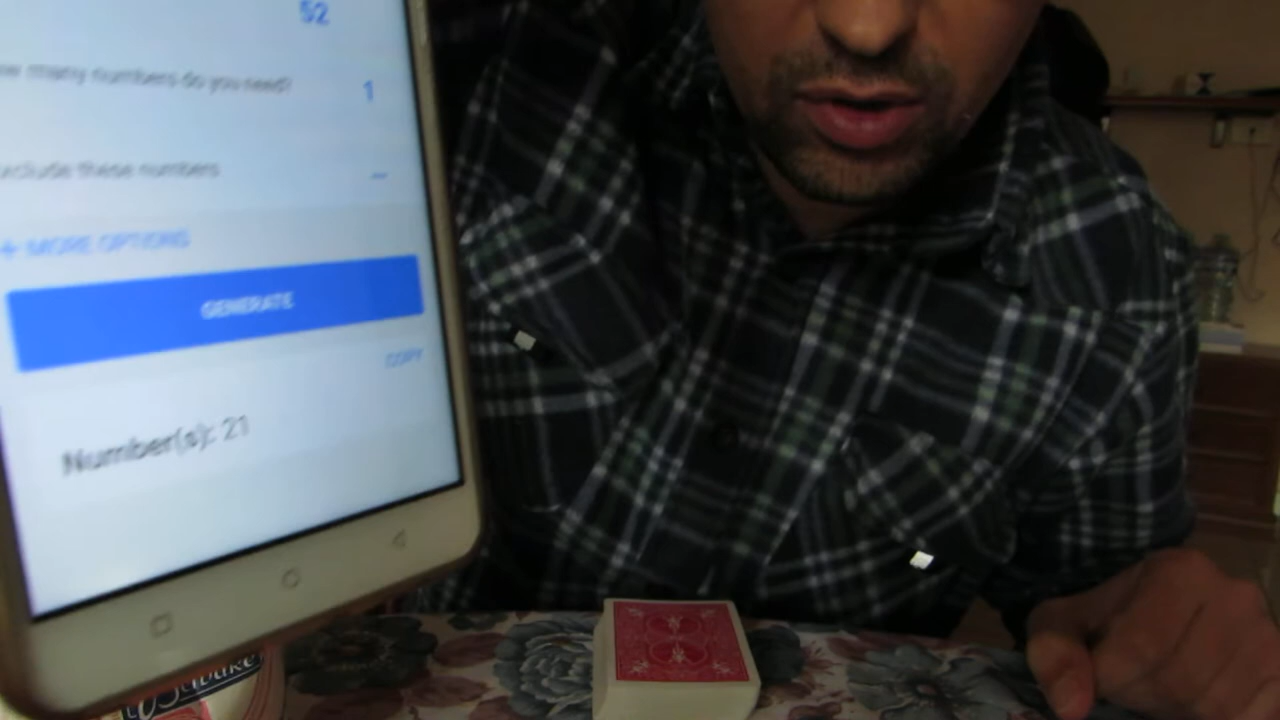 52
ow many numbers do you need?
1
xclude these numbers
–
+ MORE OPTIONS
GENERATE
COPY
Number(s): 21